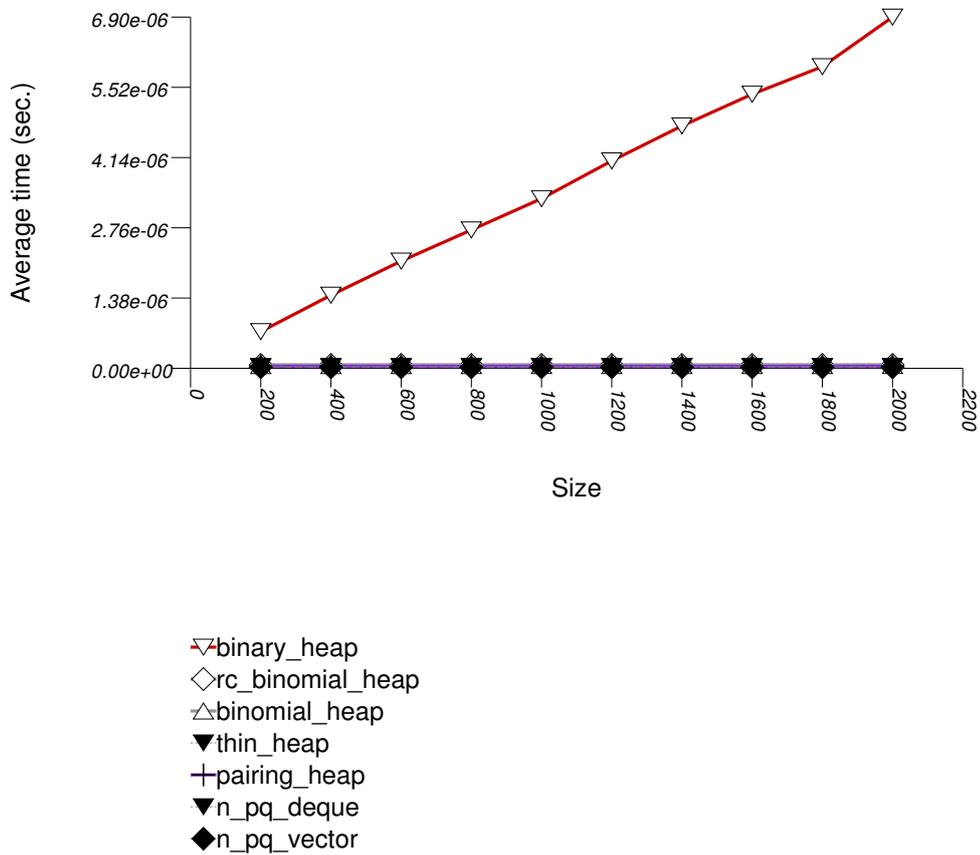 6.90e-06
5.52e-06
4.14e-06
2.76e-06
1.38e-06
0.00e+00
Average time (sec.)
0
200
400
600
800
1000
1200
1400
1600
1800
2000
2200
Size
binary_heap
rc_binomial_heap
binomial_heap
thin_heap
pairing_heap
n_pq_deque
n_pq_vector